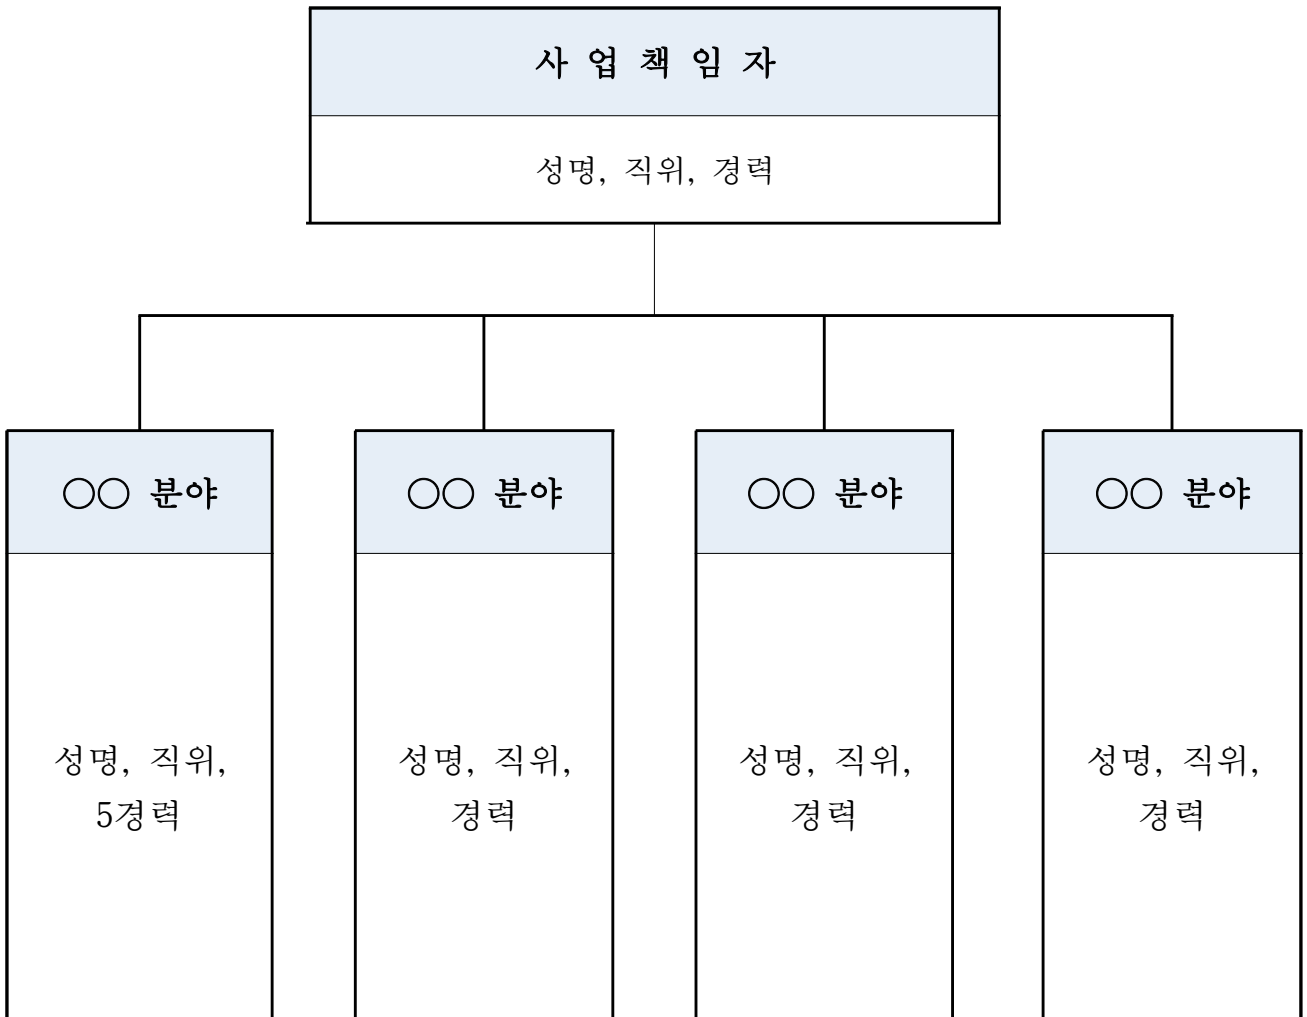 사 업 책 임 자
성명, 직위, 경력
○○ 분야
성명, 직위,
5경력
○○ 분야
성명, 직위,
경력
○○ 분야
성명, 직위,
경력
○○ 분야
성명, 직위,
경력